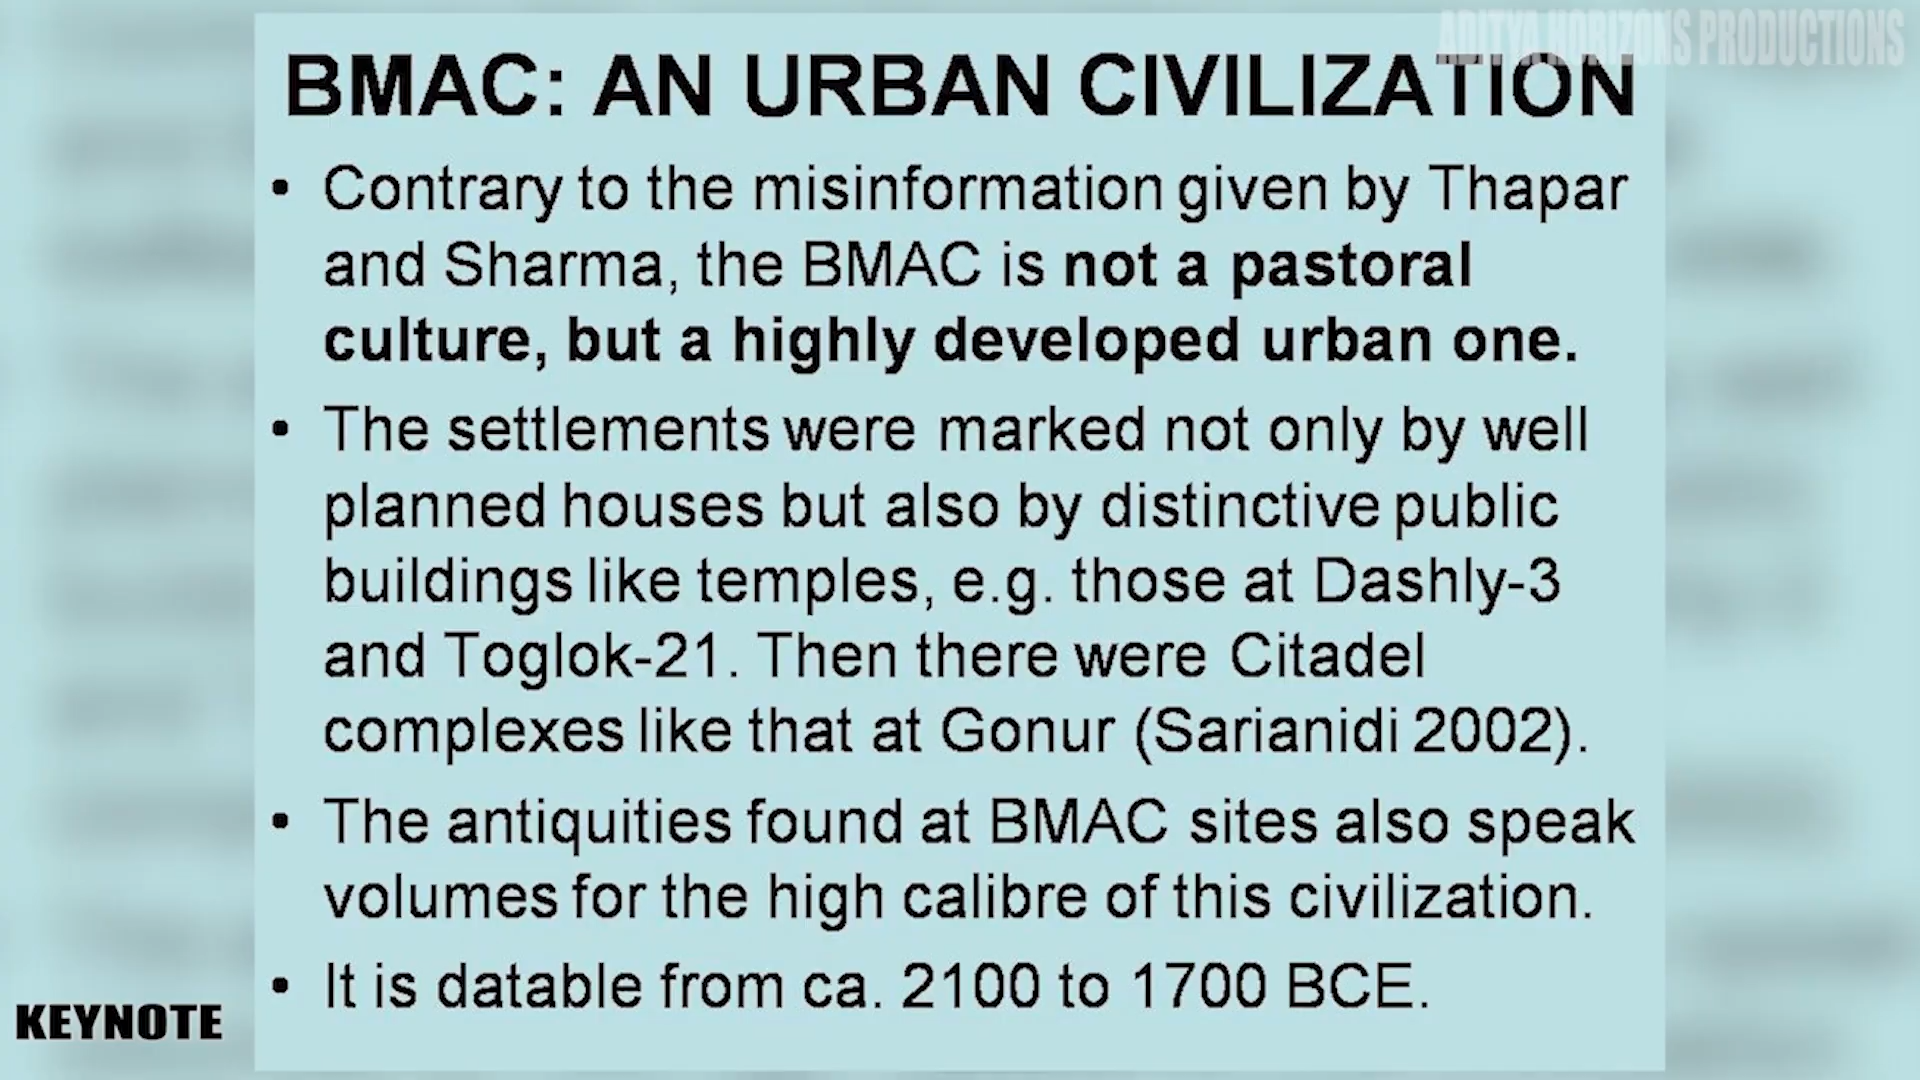 ADITYA HORIZONS PRODUCTIONS
BMAC: AN URBAN CIVILIZATION
• Contrary to the misinformation given by Thapar
and Sharma, the BMAC is not a pastoral
culture, but a highly developed urban one.
• The settlements were marked not only by well
planned houses but also by distinctive public
buildings like temples, e.g. those at Dashly-3
and Toglok-21. Then there were Citadel
complexes like that at Gonur (Sarianidi 2002).
• The antiquities found at BMAC sites also speak
volumes for the high calibre of this civilization.
• It is datable from ca. 2100 to 1700 BCE.
KEYNOTE